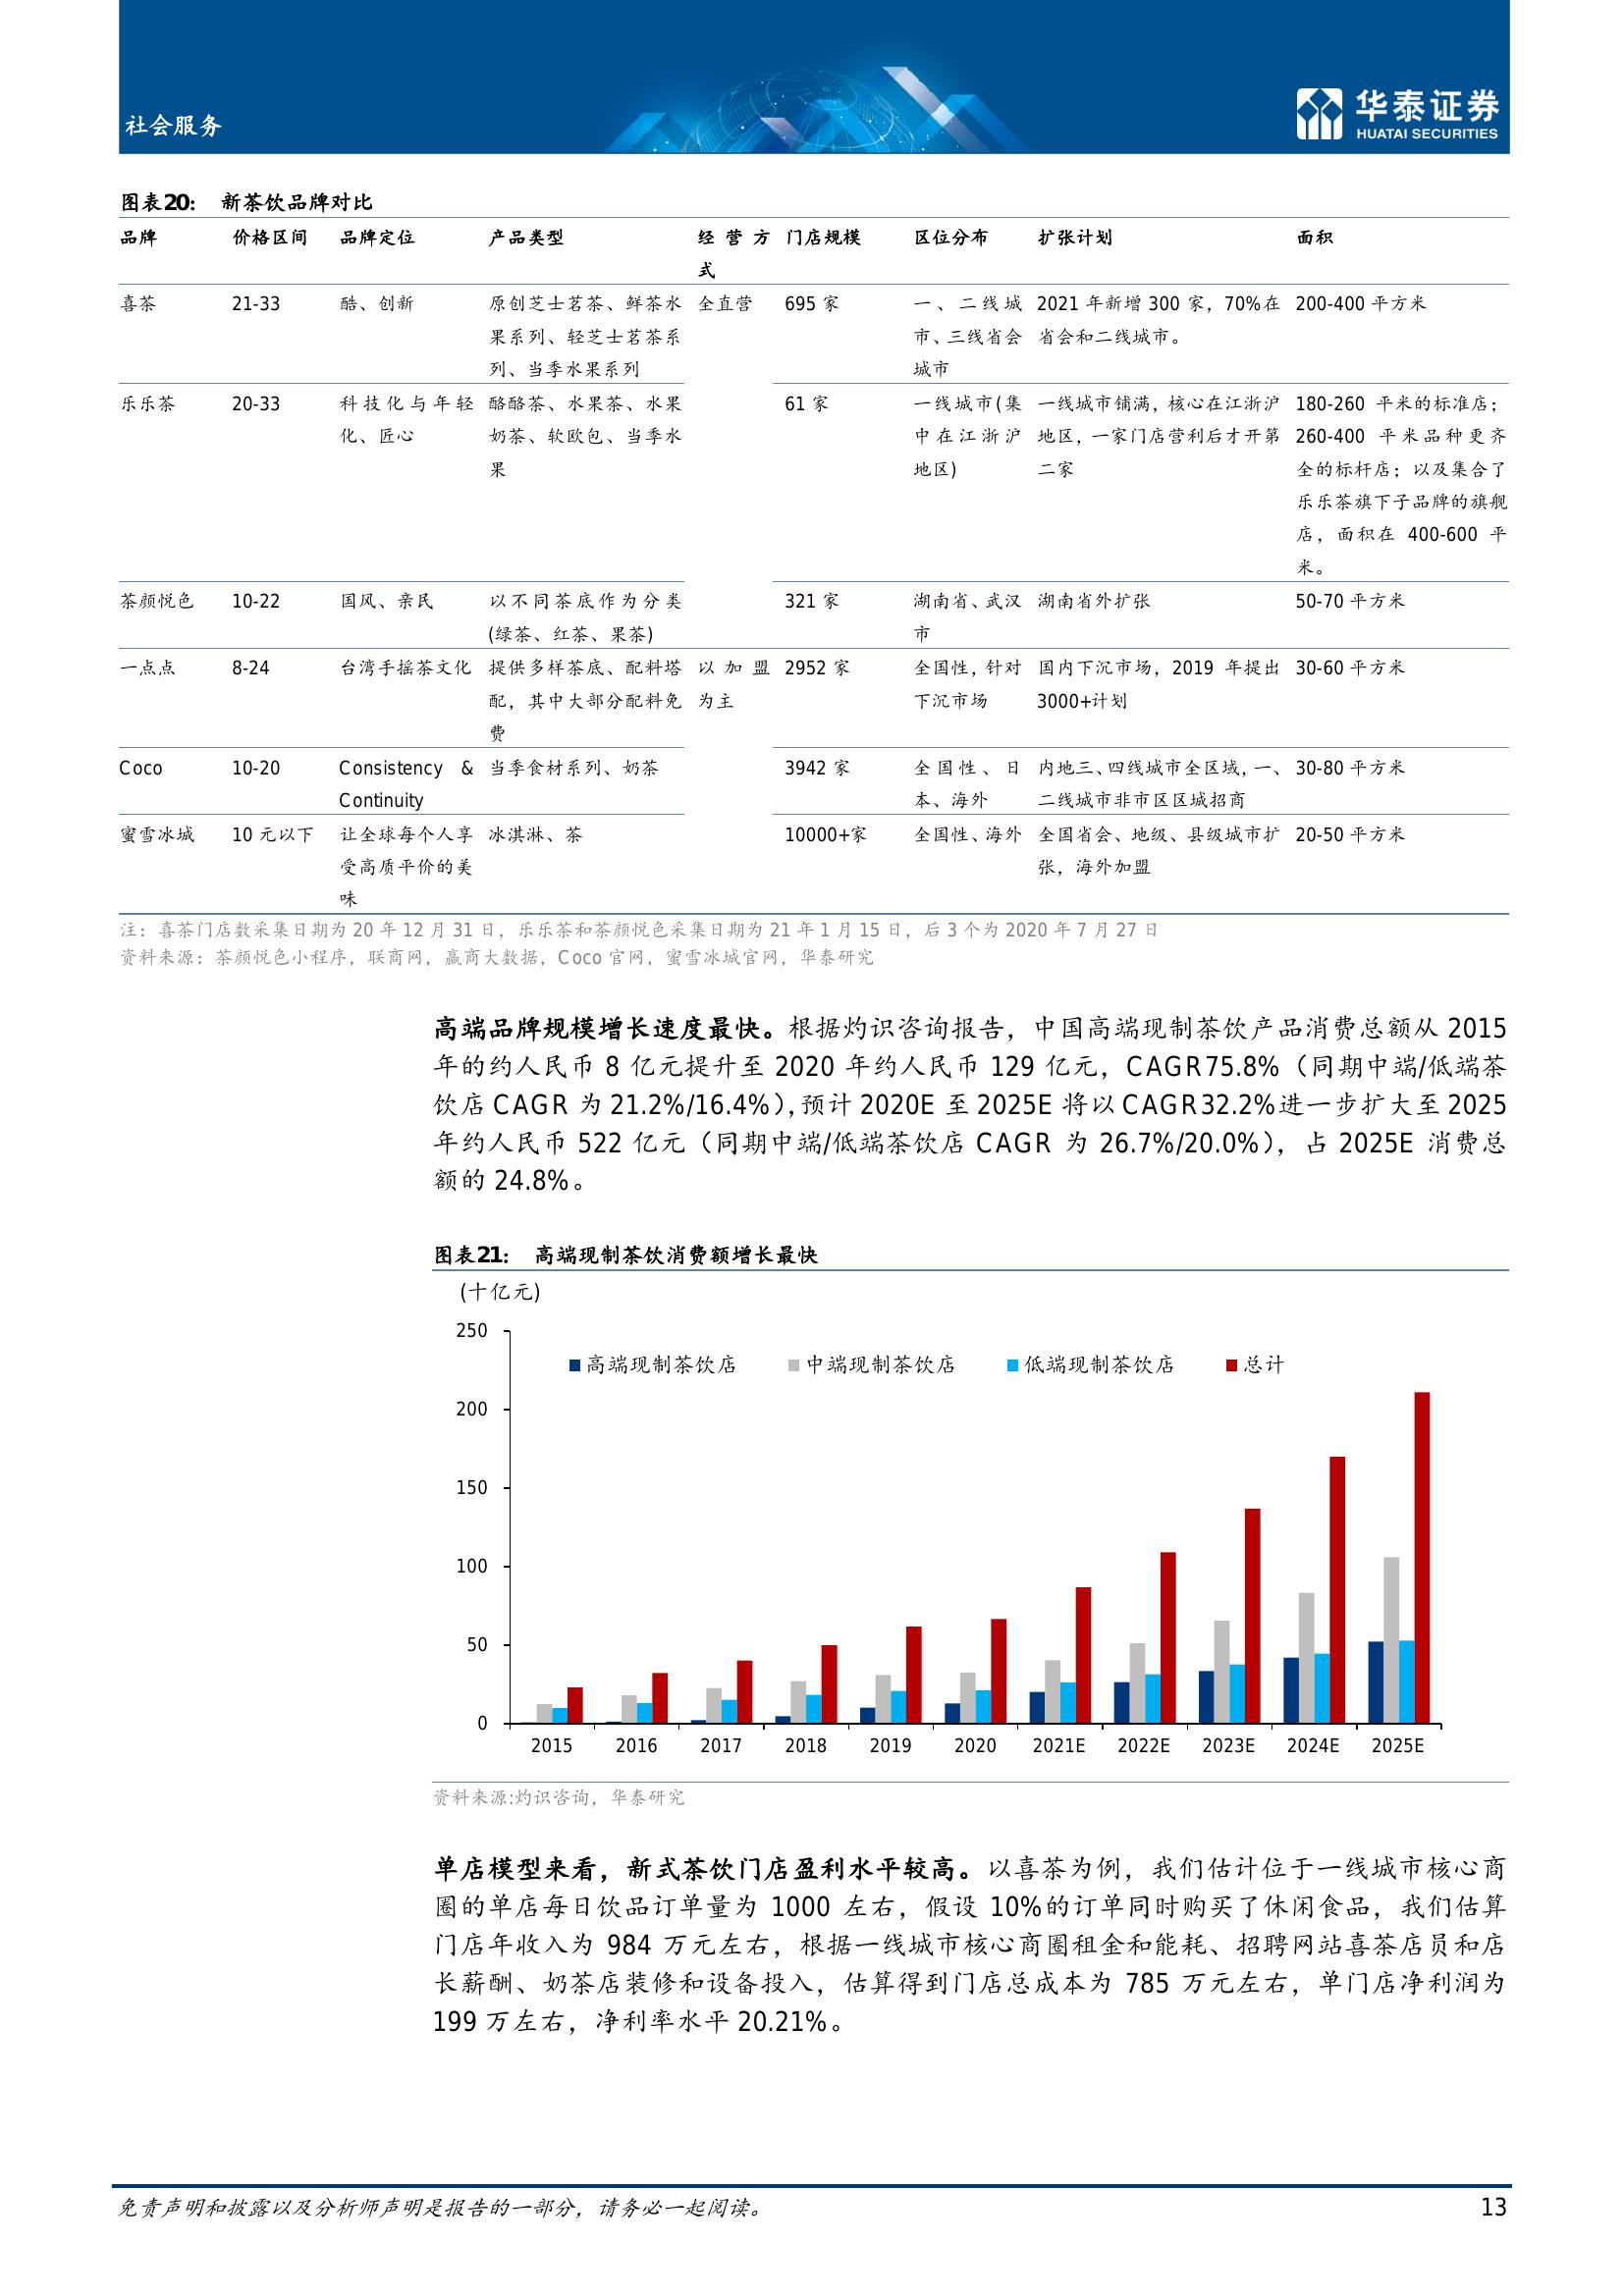 社会服务
华泰证券
HUATAI SECURITIES
图表20: 新茶饮品牌对比
品牌 价格区间 品牌定位 产品类型 经营方式 门店规模 区位分布 扩张计划 面积
喜茶 21-33 酷、创新 原创芝士茗茶、鲜茶水果系列、轻芝士茗茶系列、当季水果系列 全直营 695 家 一、二线城市、三线省会城市 2021 年新增 300 家，70%在省会和二线城市。 200-400 平方米
乐乐茶 20-33 科技化与年轻化、匠心 酪酪茶、水果茶、水果奶茶、软欧包、当季水果 61 家 一线城市(集中在江浙沪地区) 一线城市铺满，核心在江浙沪地区，一家门店营利后才开第二家 180-260 平米的标准店；260-400 平米品种更齐全的标杆店；以及集合了乐乐茶旗下子品牌的旗舰店，面积在 400-600 平米。
茶颜悦色 10-22 国风、亲民 以不同茶底作为分类(绿茶、红茶、果茶) 321 家 湖南省、武汉市 湖南省外扩张 50-70 平方米
一点点 8-24 台湾手摇茶文化 提供多样茶底、配料塔配，其中大部分配料免费 以加盟为主 2952 家 全国性，针对下沉市场 国内下沉市场，2019 年提出3000+计划 30-60 平方米
Coco 10-20 Consistency & Continuity 当季食材系列、奶茶 3942 家 全国性、日本、海外 内地三、四线城市全区域，一、二线城市非市区区域招商 30-80 平方米
蜜雪冰城 10 元以下 让全球每个人享受高质平价的美味 冰淇淋、茶 10000+家 全国性、海外 全国省会、地级、县级城市扩张，海外加盟 20-50 平方米
注：喜茶门店数采集日期为 20 年 12 月 31 日，乐乐茶和茶颜悦色采集日期为 21 年 1 月 15 日，后 3 个为 2020 年 7 月 27 日
资料来源：茶颜悦色小程序，联商网，赢商大数据，Coco 官网，蜜雪冰城官网，华泰研究
高端品牌规模增长速度最快。根据灼识咨询报告，中国高端现制茶饮产品消费总额从 2015
年的约人民币 8 亿元提升至 2020 年约人民币 129 亿元，CAGR75.8%（同期中端/低端茶
饮店 CAGR 为 21.2%/16.4%），预计 2020E 至 2025E 将以 CAGR32.2%进一步扩大至 2025
年约人民币 522 亿元（同期中端/低端茶饮店 CAGR 为 26.7%/20.0%），占 2025E 消费总
额的 24.8%。
图表21: 高端现制茶饮消费额增长最快
(十亿元)
250
高端现制茶饮店 中端现制茶饮店 低端现制茶饮店 总计
200
150
100
50
0
2015 2016 2017 2018 2019 2020 2021E 2022E 2023E 2024E 2025E
资料来源:灼识咨询，华泰研究
单店模型来看，新式茶饮门店盈利水平较高。以喜茶为例，我们估计位于一线城市核心商
圈的单店每日饮品订单量为 1000 左右，假设 10%的订单同时购买了休闲食品，我们估算
门店年收入为 984 万元左右，根据一线城市核心商圈租金和能耗、招聘网站喜茶店员和店
长薪酬、奶茶店装修和设备投入，估算得到门店总成本为 785 万元左右，单门店净利润为
199 万左右，净利率水平 20.21%。
免责声明和披露以及分析师声明是报告的一部分，请务必一起阅读。 13